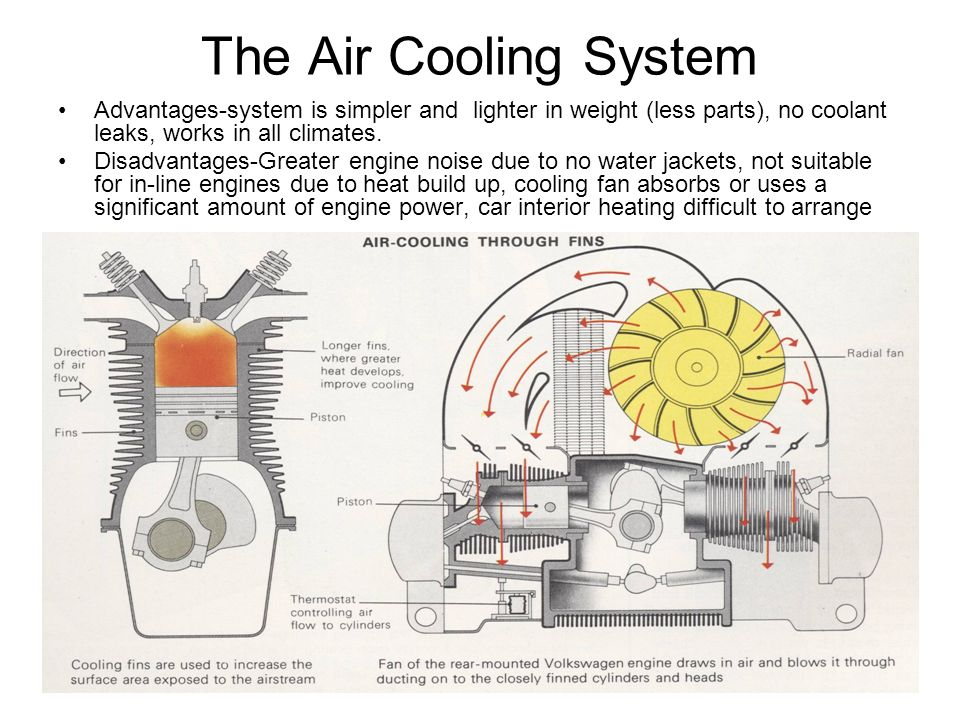 The Air Cooling System
• Advantages-system is simpler and lighter in weight (less parts), no coolant
leaks, works in all climates.
• Disadvantages-Greater engine noise due to no water jackets, not suitable
for in-line engines due to heat build up, cooling fan absorbs or uses a
significant amount of engine power, car interior heating difficult to arrange
AIR-COOLING THROUGH FINS
Direction
of air
flow
Fins
Longer fins,
where greater
heat develops,
improve cooling
Piston
Radial fan
Piston
Thermostat
controlling air
flow to cylinders
Cooling fins are used to increase the
surface area exposed to the airstream
Fan of the rear-mounted Volkswagen engine draws in air and blows it through
ducting on to the closely finned cylinders and heads